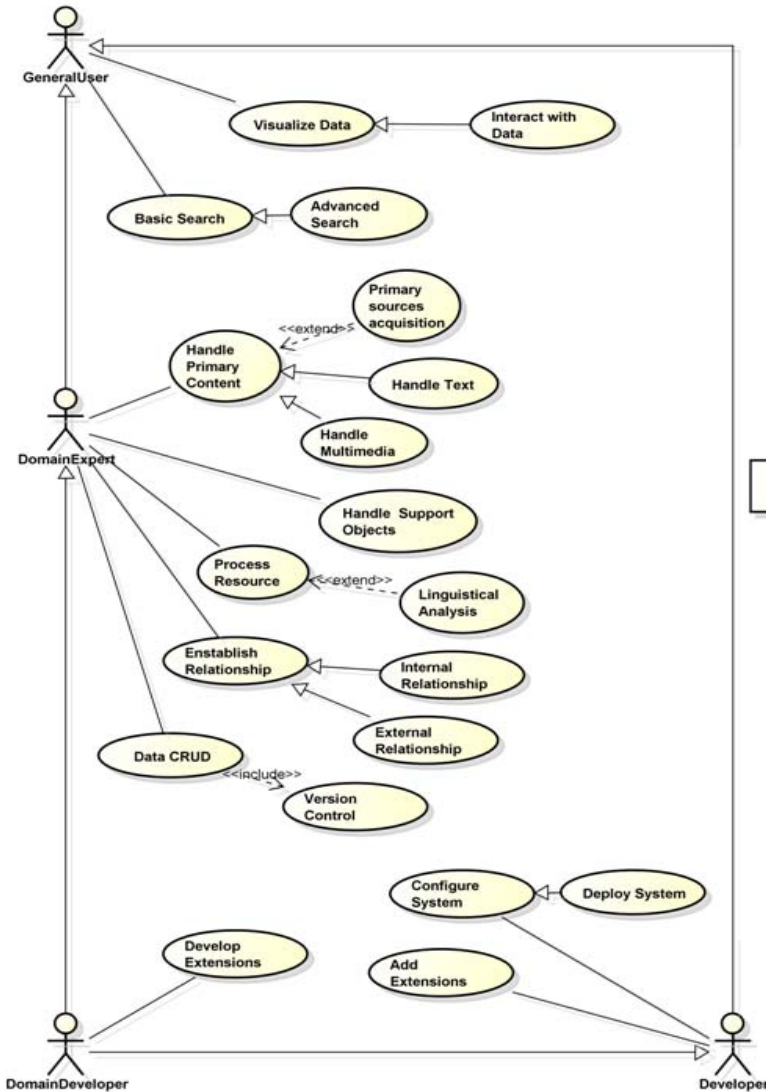 GeneralUser
Visualize Data
Interact with
Data
Basic Search
Advanced
Search
Primary
sources
acquisition
<<extend>>
Handle
Primary
Content
Handle Text
Handle
Multimedia
DomainExpert
Handle Support
Objects
Process
Resource
<<extend>>
Linguistical
Analysis
Enstablish
Relationship
Internal
Relationship
External
Relationship
Data CRUD
<<include>>
Version
Control
Configure
System
Deploy System
Develop
Extensions
Add
Extensions
DomainDeveloper
Developer